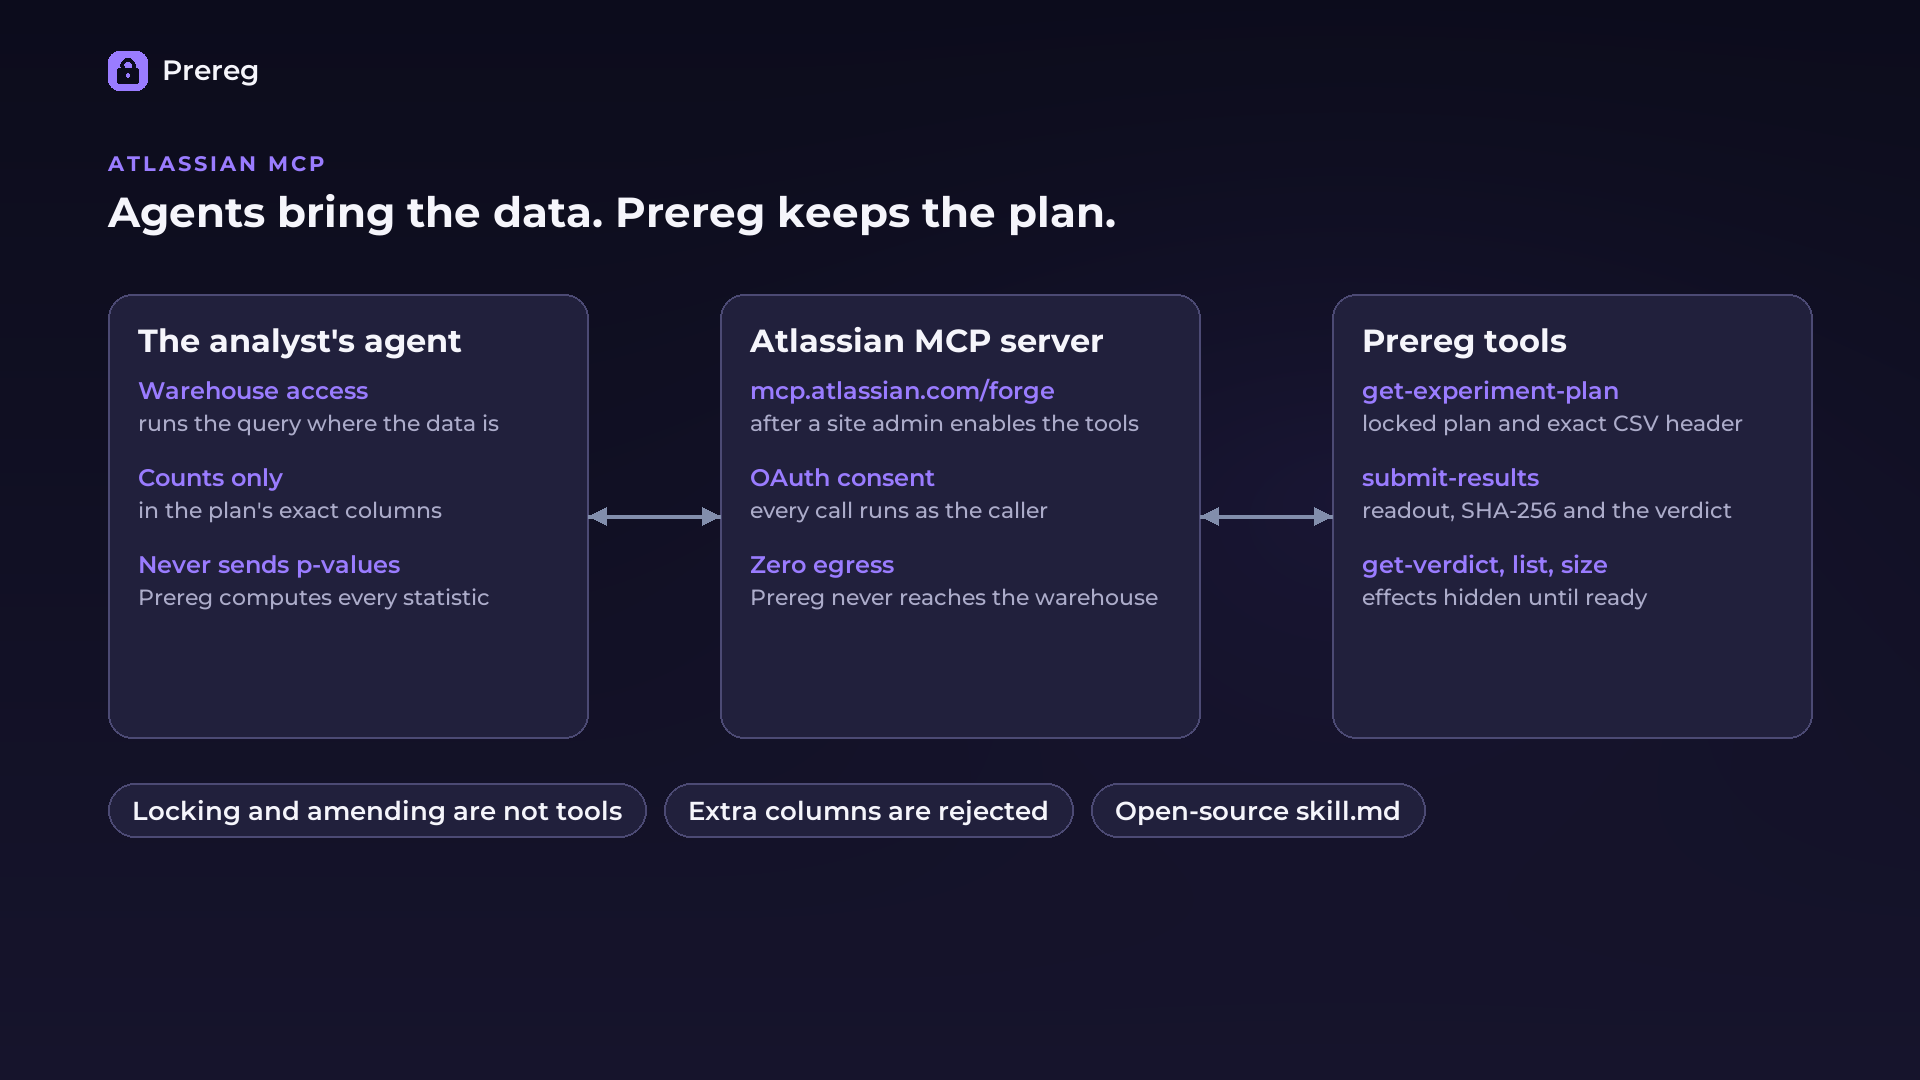 Prereg
ATLASSIAN MCP
Agents bring the data. Prereg keeps the plan.
The analyst's agent
Warehouse access
runs the query where the data is
Counts only
in the plan's exact columns
Never sends p-values
Prereg computes every statistic
Atlassian MCP server
mcp.atlassian.com/forge
after a site admin enables the tools
OAuth consent
every call runs as the caller
Zero egress
Prereg never reaches the warehouse
Prereg tools
get-experiment-plan
locked plan and exact CSV header
submit-results
readout, SHA-256 and the verdict
get-verdict, list, size
effects hidden until ready
Locking and amending are not tools
Extra columns are rejected
Open-source skill.md